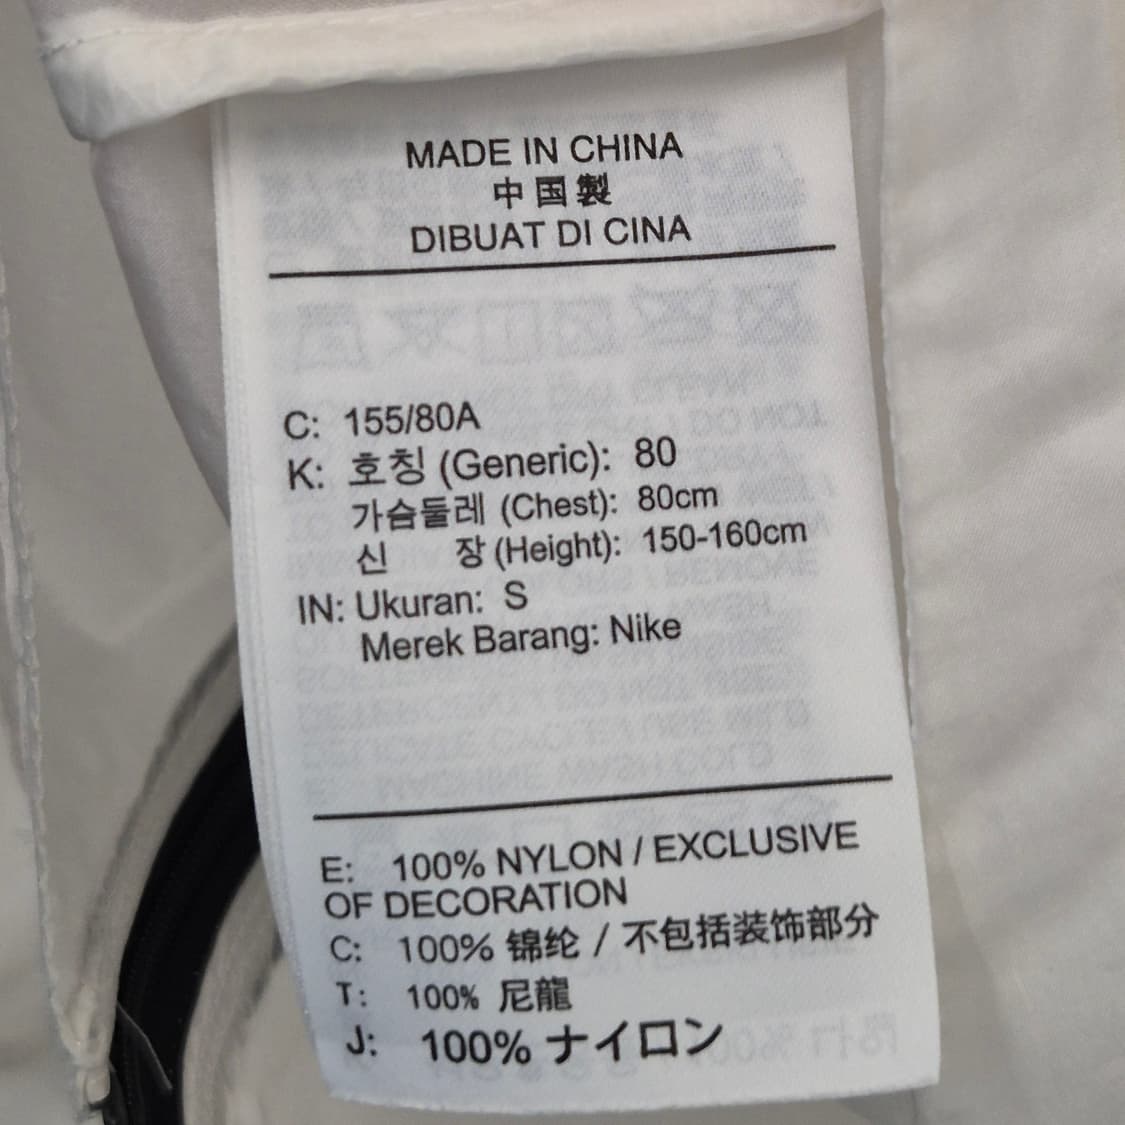 MADE IN CHINA
中国製
DIBUAT DI CINA
C: 155/80A
K: 호칭 (Generic): 80
가슴둘레 (Chest): 80cm
신 장 (Height): 150-160cm
IN: Ukuran: S
Merek Barang: Nike
E: 100% NYLON / EXCLUSIVE
OF DECORATION
C: 100% 锦纶 / 不包括装饰部分
T: 100% 尼龍
J: 100% ナイロン